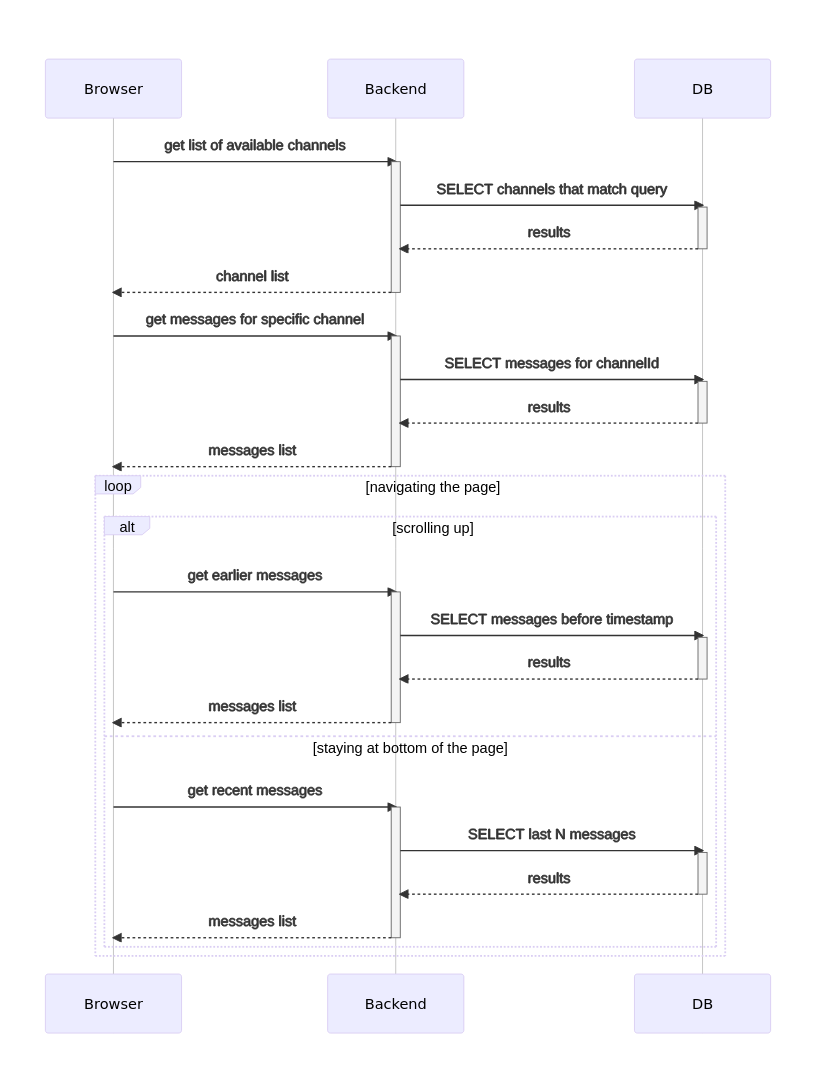 Browser
Backend
DB
get list of available channels
SELECT channels that match query
results
channel list
get messages for specific channel
SELECT messages for channelId
results
messages list
loop
[navigating the page]
alt
[scrolling up]
get earlier messages
SELECT messages before timestamp
results
messages list
[staying at bottom of the page]
get recent messages
SELECT last N messages
results
messages list
Browser
Backend
DB